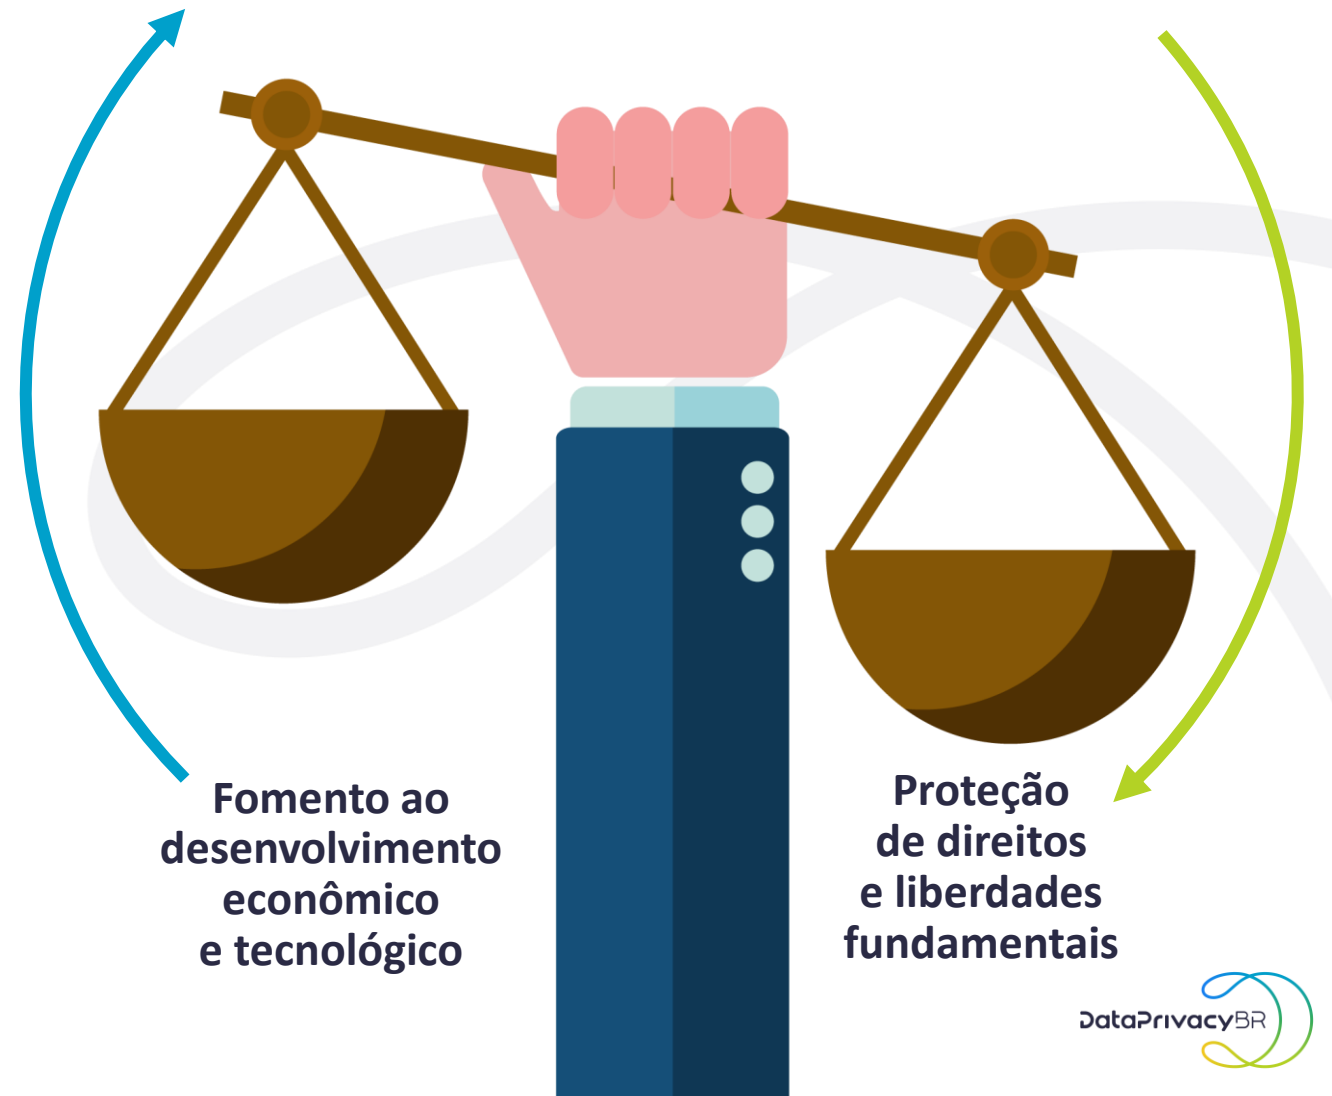 Fomento ao
desenvolvimento
econômico
e tecnológico
Proteção
de direitos
e liberdades
fundamentais
DataPrivacyBR